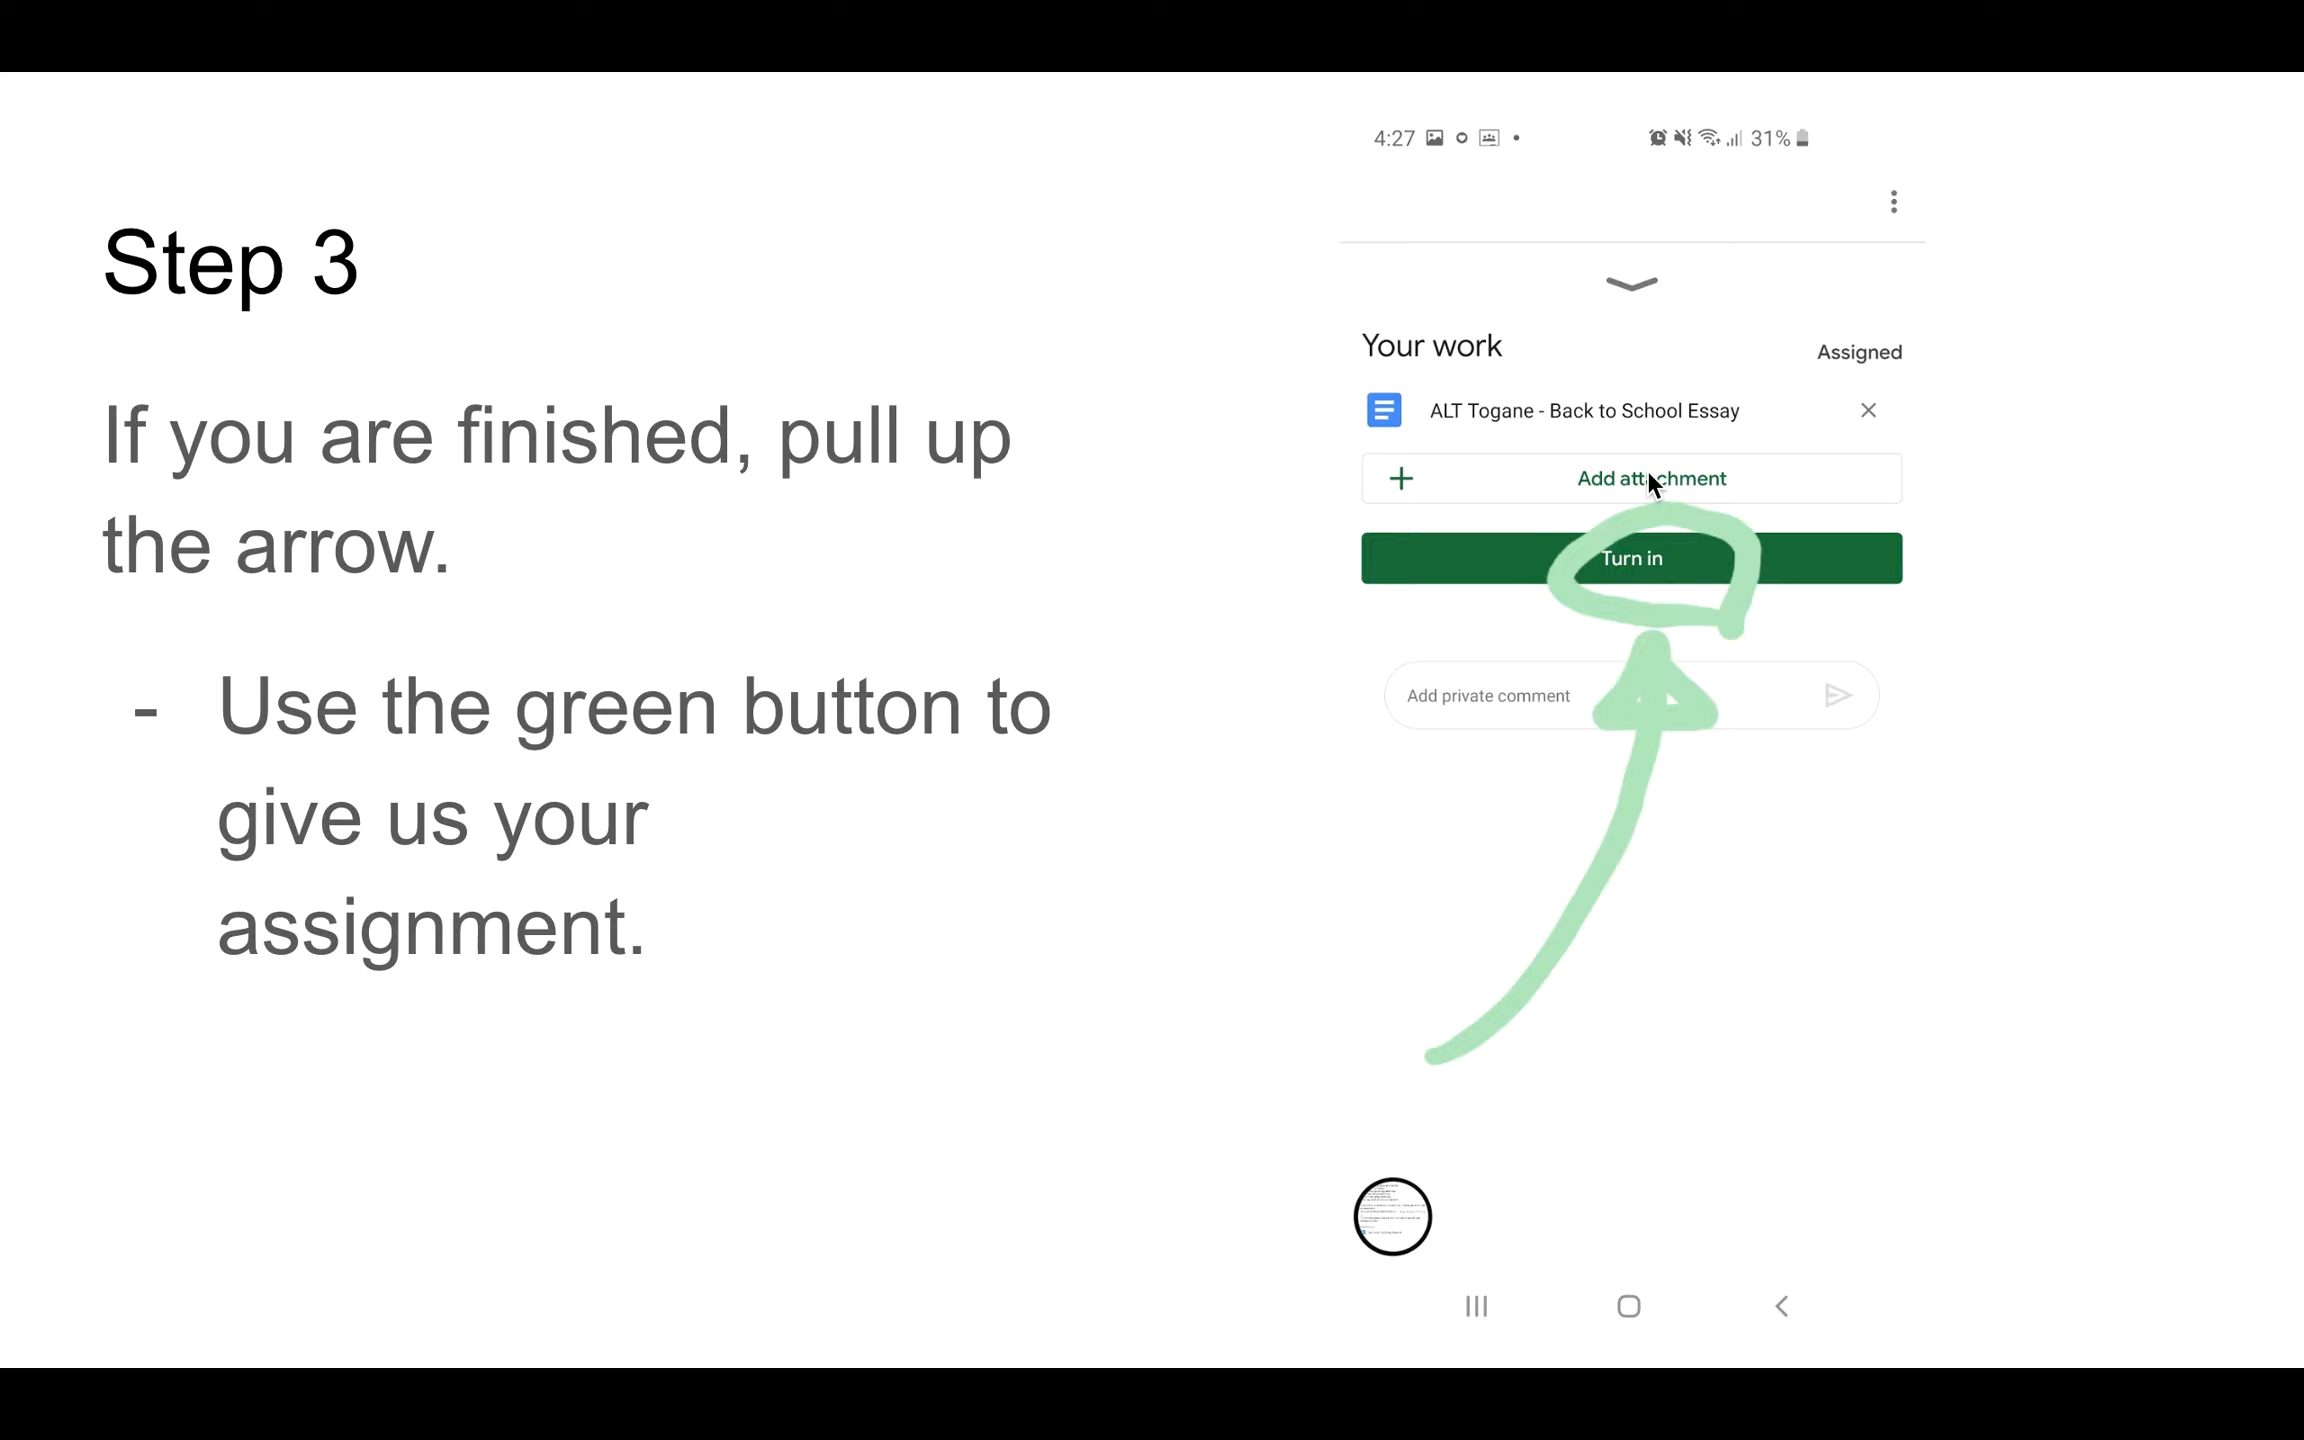 Step 3
If you are finished, pull up
the arrow.
- Use the green button to
give us your
assignment.
4:27
31%
Your work
Assigned
ALT Togane - Back to School Essay
Add attachment
Turn in
Add private comment